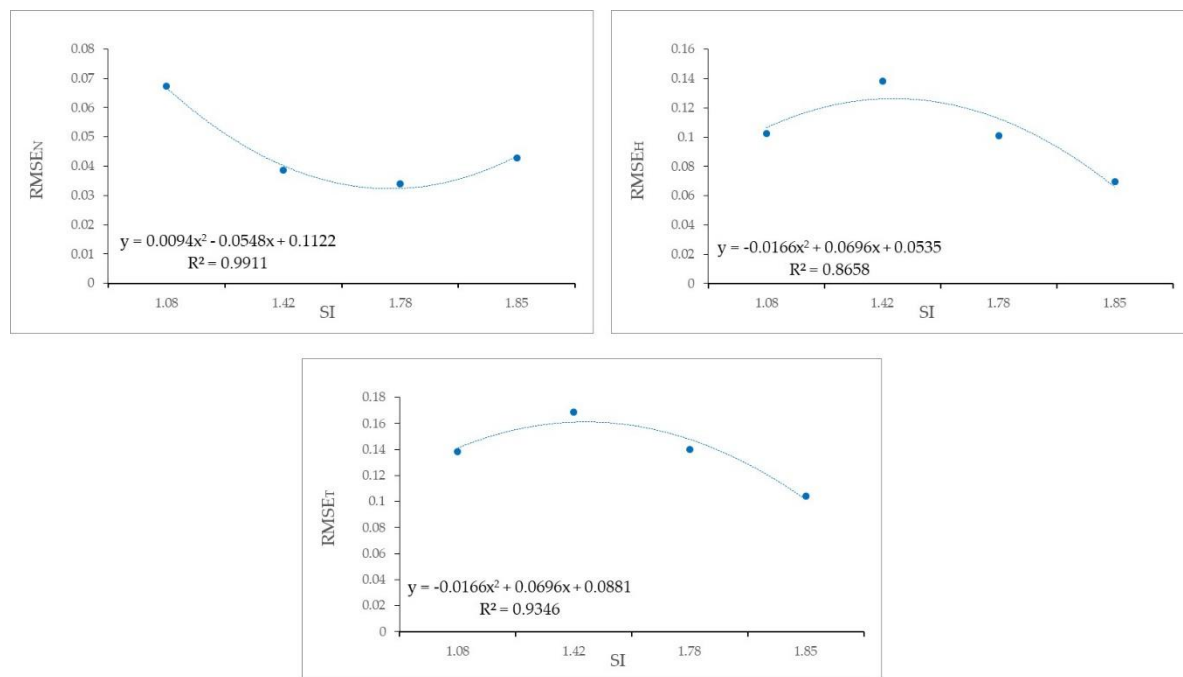 0.08
0.07
0.06
0.05
0.04
0.03
0.02
0.01
0
RMSEN
y = 0.0094x² - 0.0548x + 0.1122
R² = 0.9911
1.08 1.42 1.78 1.85
SI
0.16
0.14
0.12
0.1
0.08
0.06
0.04
0.02
0
RMSEH
y = -0.0166x² + 0.0696x + 0.0535
R² = 0.8658
1.08 1.42 1.78 1.85
SI
0.18
0.16
0.14
0.12
0.1
0.08
0.06
0.04
0.02
0
RMSET
y = -0.0166x² + 0.0696x + 0.0881
R² = 0.9346
1.08 1.42 1.78 1.85
SI